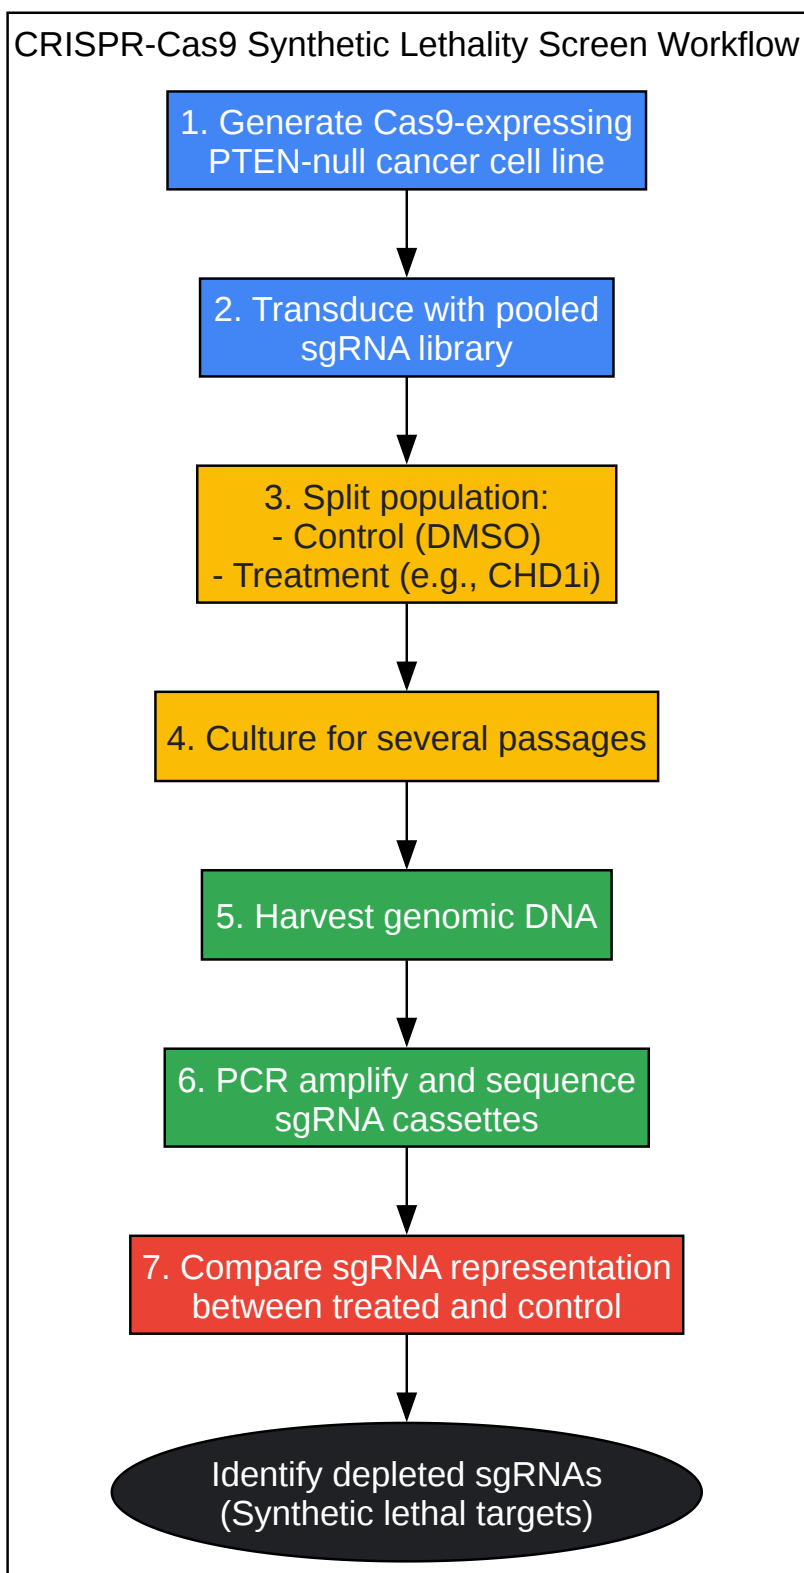 CRISPR-Cas9 Synthetic Lethality Screen Workflow
1. Generate Cas9-expressing
PTEN-null cancer cell line
2. Transduce with pooled
sgRNA library
3. Split population:
- Control (DMSO)
- Treatment (e.g., CHD1i)
4. Culture for several passages
5. Harvest genomic DNA
6. PCR amplify and sequence
sgRNA cassettes
7. Compare sgRNA representation
between treated and control
Identify depleted sgRNAs
(Synthetic lethal targets)